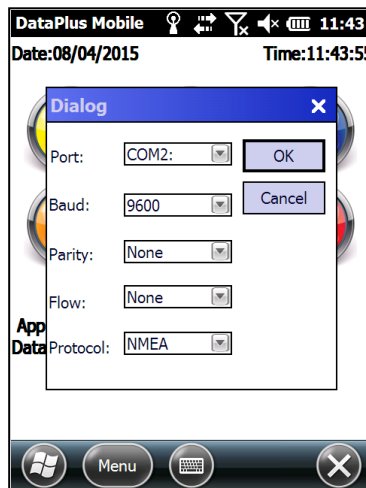 DataPlus Mobile 11:43
Date:08/04/2015 Time:11:43:55
Dialog
Port: COM2: OK
Baud: 9600 Cancel
Parity: None
Flow: None
App
Data Protocol: NMEA
Menu